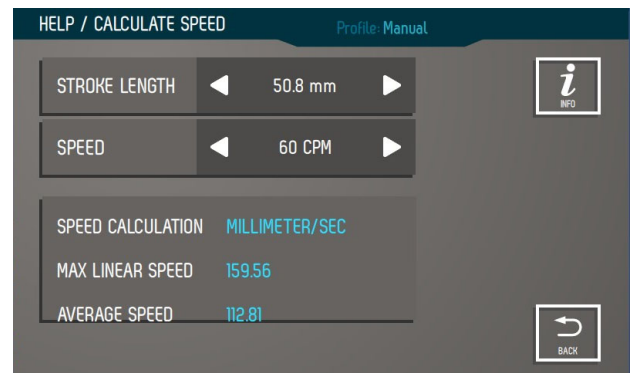 HELP / CALCULATE SPEED Profile: Manual
STROKE LENGTH 50.8 mm
INFO
SPEED 60 CPM
SPEED CALCULATION MILLIMETER/SEC
MAX LINEAR SPEED 159.56
AVERAGE SPEED 112.81
BACK